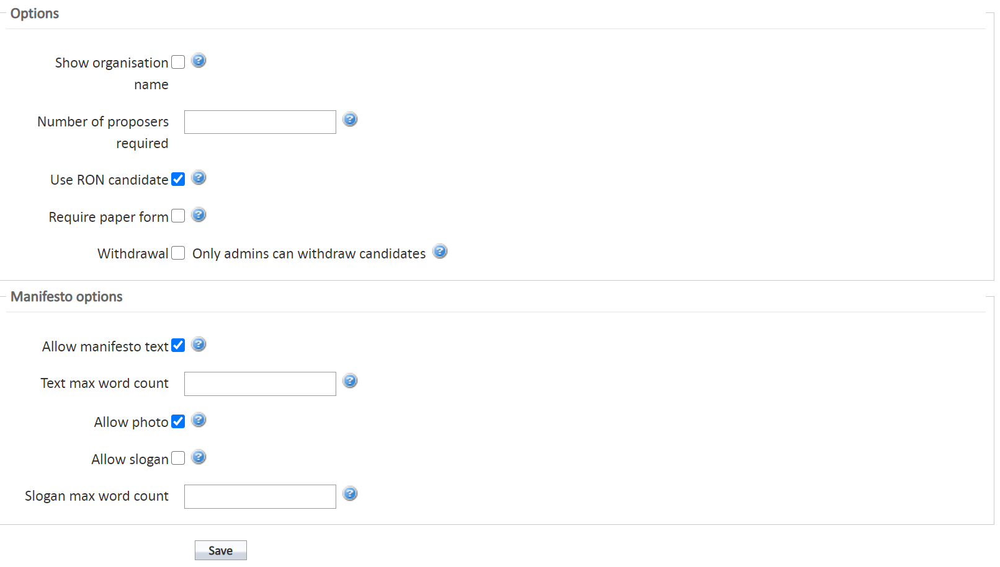 Options
Show organisation
name
Number of proposers
required
Use RON candidate
Require paper form
Withdrawal Only admins can withdraw candidates
Manifesto options
Allow manifesto text
Text max word count
Allow photo
Allow slogan
Slogan max word count
Save